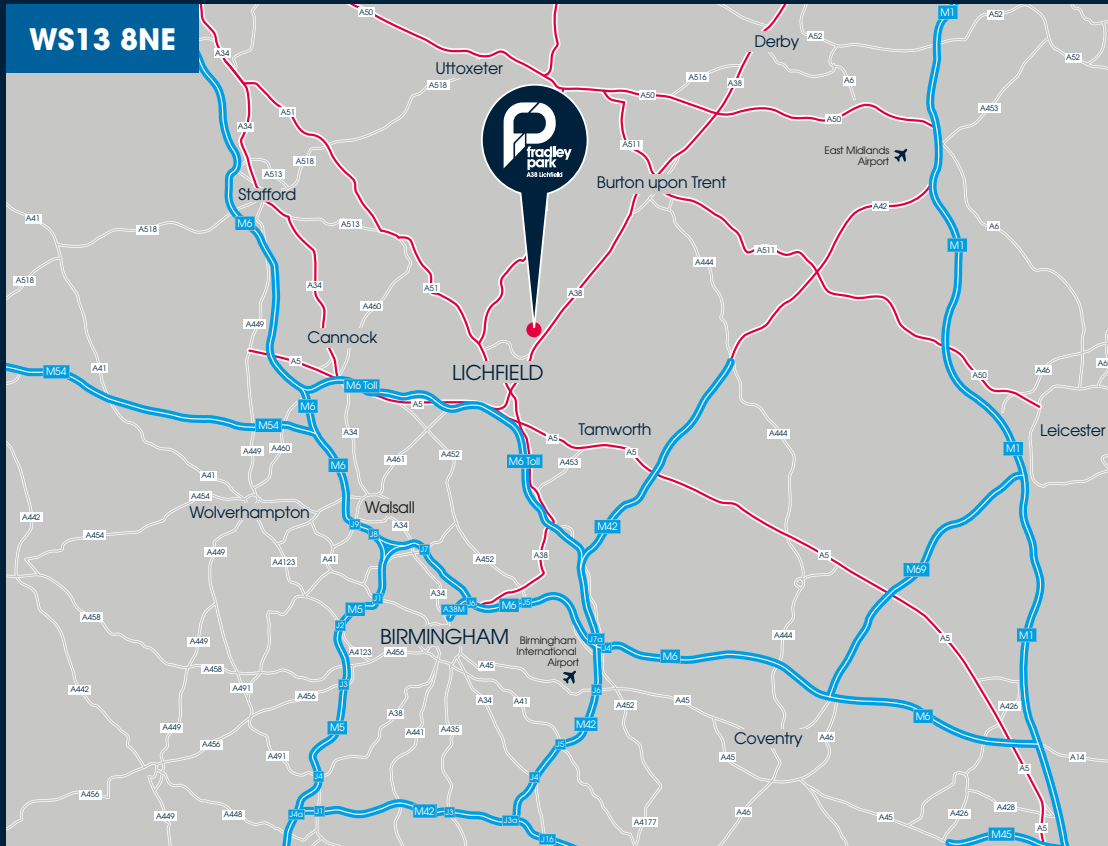 WS13 8NE
A50
M1
A52
A34
Derby
A52
Uttoxeter
A52
A516
A6
A518
A38
A50
A51
A453
A50
A34
fradley
park
A38 Lichfield
A511
East Midlands
Airport
A518
A513
Burton upon Trent
Stafford
A42
A41
M6
A513
A6
A518
M1
A511
A444
A518
A34
A51
A38
A460
A449
Cannock
A5
A6
A41
M54
LICHFIELD
A46
A50
M6 Toll
M6
A5
M54
A34
Tamworth
A444
Leicester
A5
A449
A460
A452
A5
M1
A461
M6
M6 Toll
A453
A41
A454
Walsall
Wolverhampton
A442
J9
A34
M42
J8
A454
J7
A449
A38
A5
A41
A4123
A452
M69
A34
J1
J6
M6
J5
M5
A38M
A458
J2
BIRMINGHAM
A444
M1
A5
A449
Birmingham
International
Airport
J7a
J4
A4123
A456
M6
A45
A458
J3
A442
A491
A456
J6
A34
A41
A45
A452
A426
A38
M6
A449
M5
A441
A435
M42
A46
Coventry
A456
J5
A491
A45
A14
J4
J4
A5
A456
A428
J4a
J1
M42
J3
A46
A426
A449
A448
J3a
A4177
A45
A5
J16
M45